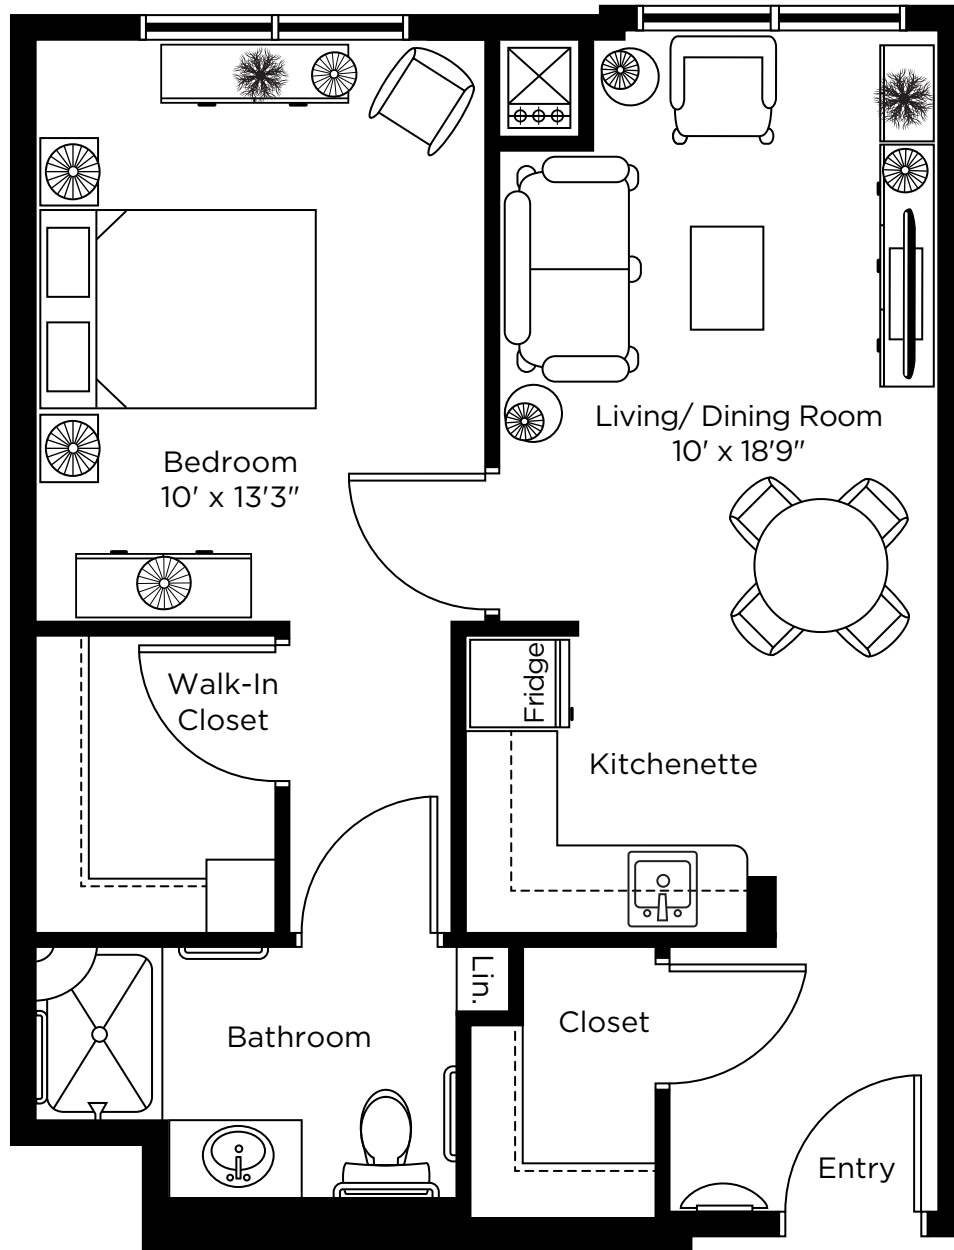 Living/ Dining Room
10' x 18'9"
Bedroom
10' x 13'3"
Fridge
Walk-In
Closet
Kitchenette
Lin.
Closet
Bathroom
Entry